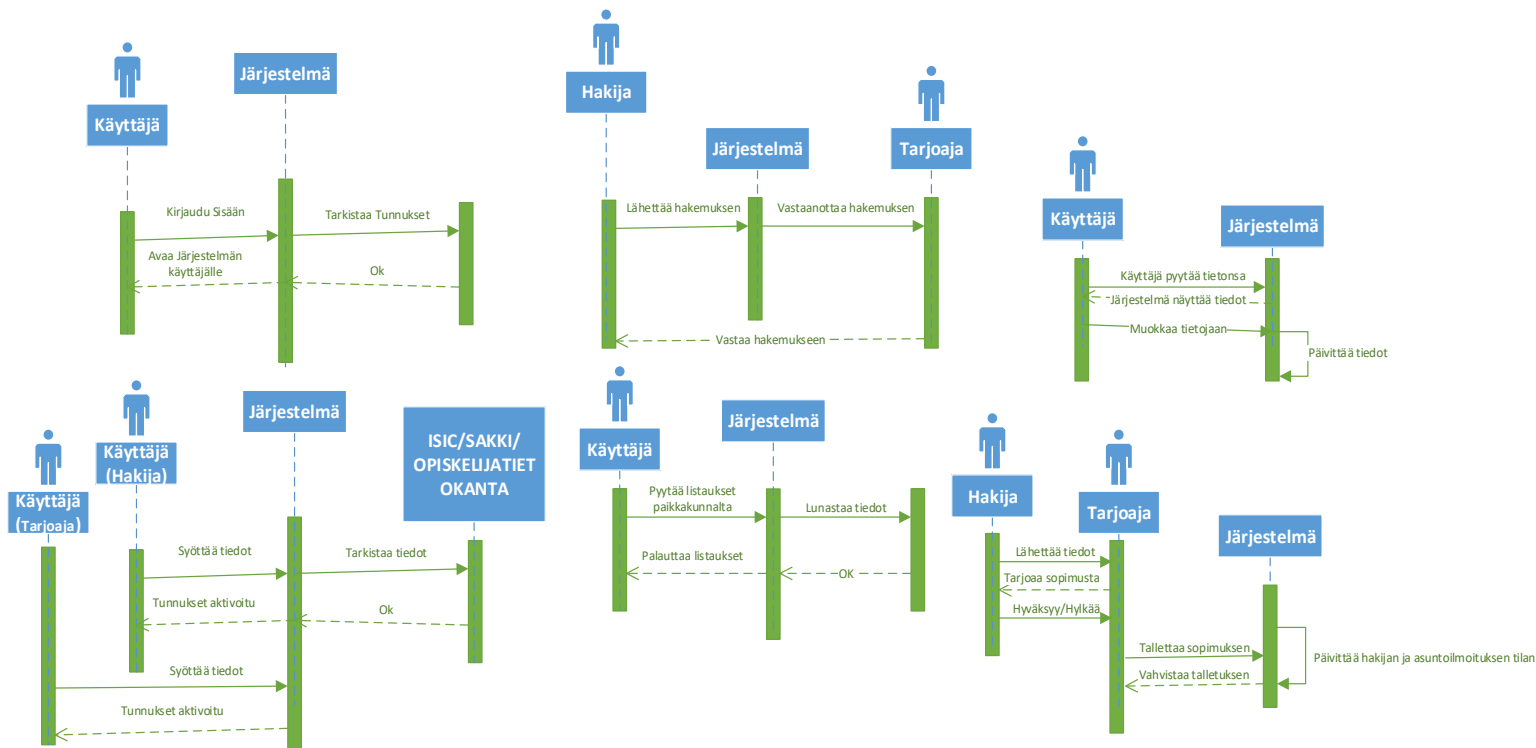 Käyttäjä
Järjestelmä
Kirjaudu Sisään
Tarkistaa Tunnukset
Avaa Järjestelmän
käyttäjälle
Ok
Hakija
Järjestelmä
Tarjoaja
Lähettää hakemuksen
Vastaanottaa hakemuksen
Vastaa hakemukseen
Käyttäjä
Järjestelmä
Käyttäjä pyytää tietonsa
Järjestelmä näyttää tiedot
Muokkaa tietojaan
Päivittää tiedot
Käyttäjä
(Tarjoaja)
Käyttäjä
(Hakija)
Järjestelmä
ISIC/SAKKI/
OPISKELIJATIET
OKANTA
Syöttää tiedot
Tarkistaa tiedot
Tunnukset aktivoitu
Ok
Syöttää tiedot
Tunnukset aktivoitu
Käyttäjä
Järjestelmä
Pyytää listaukset
paikkakunnalta
Lunastaa tiedot
Palauttaa listaukset
OK
Hakija
Tarjoaja
Järjestelmä
Lähettää tiedot
Tarjoaa sopimusta
Hyväksyy/Hylkää
Tallettaa sopimuksen
Päivittää hakijan ja asuntoilmoituksen tilan
Vahvistaa talletuksen